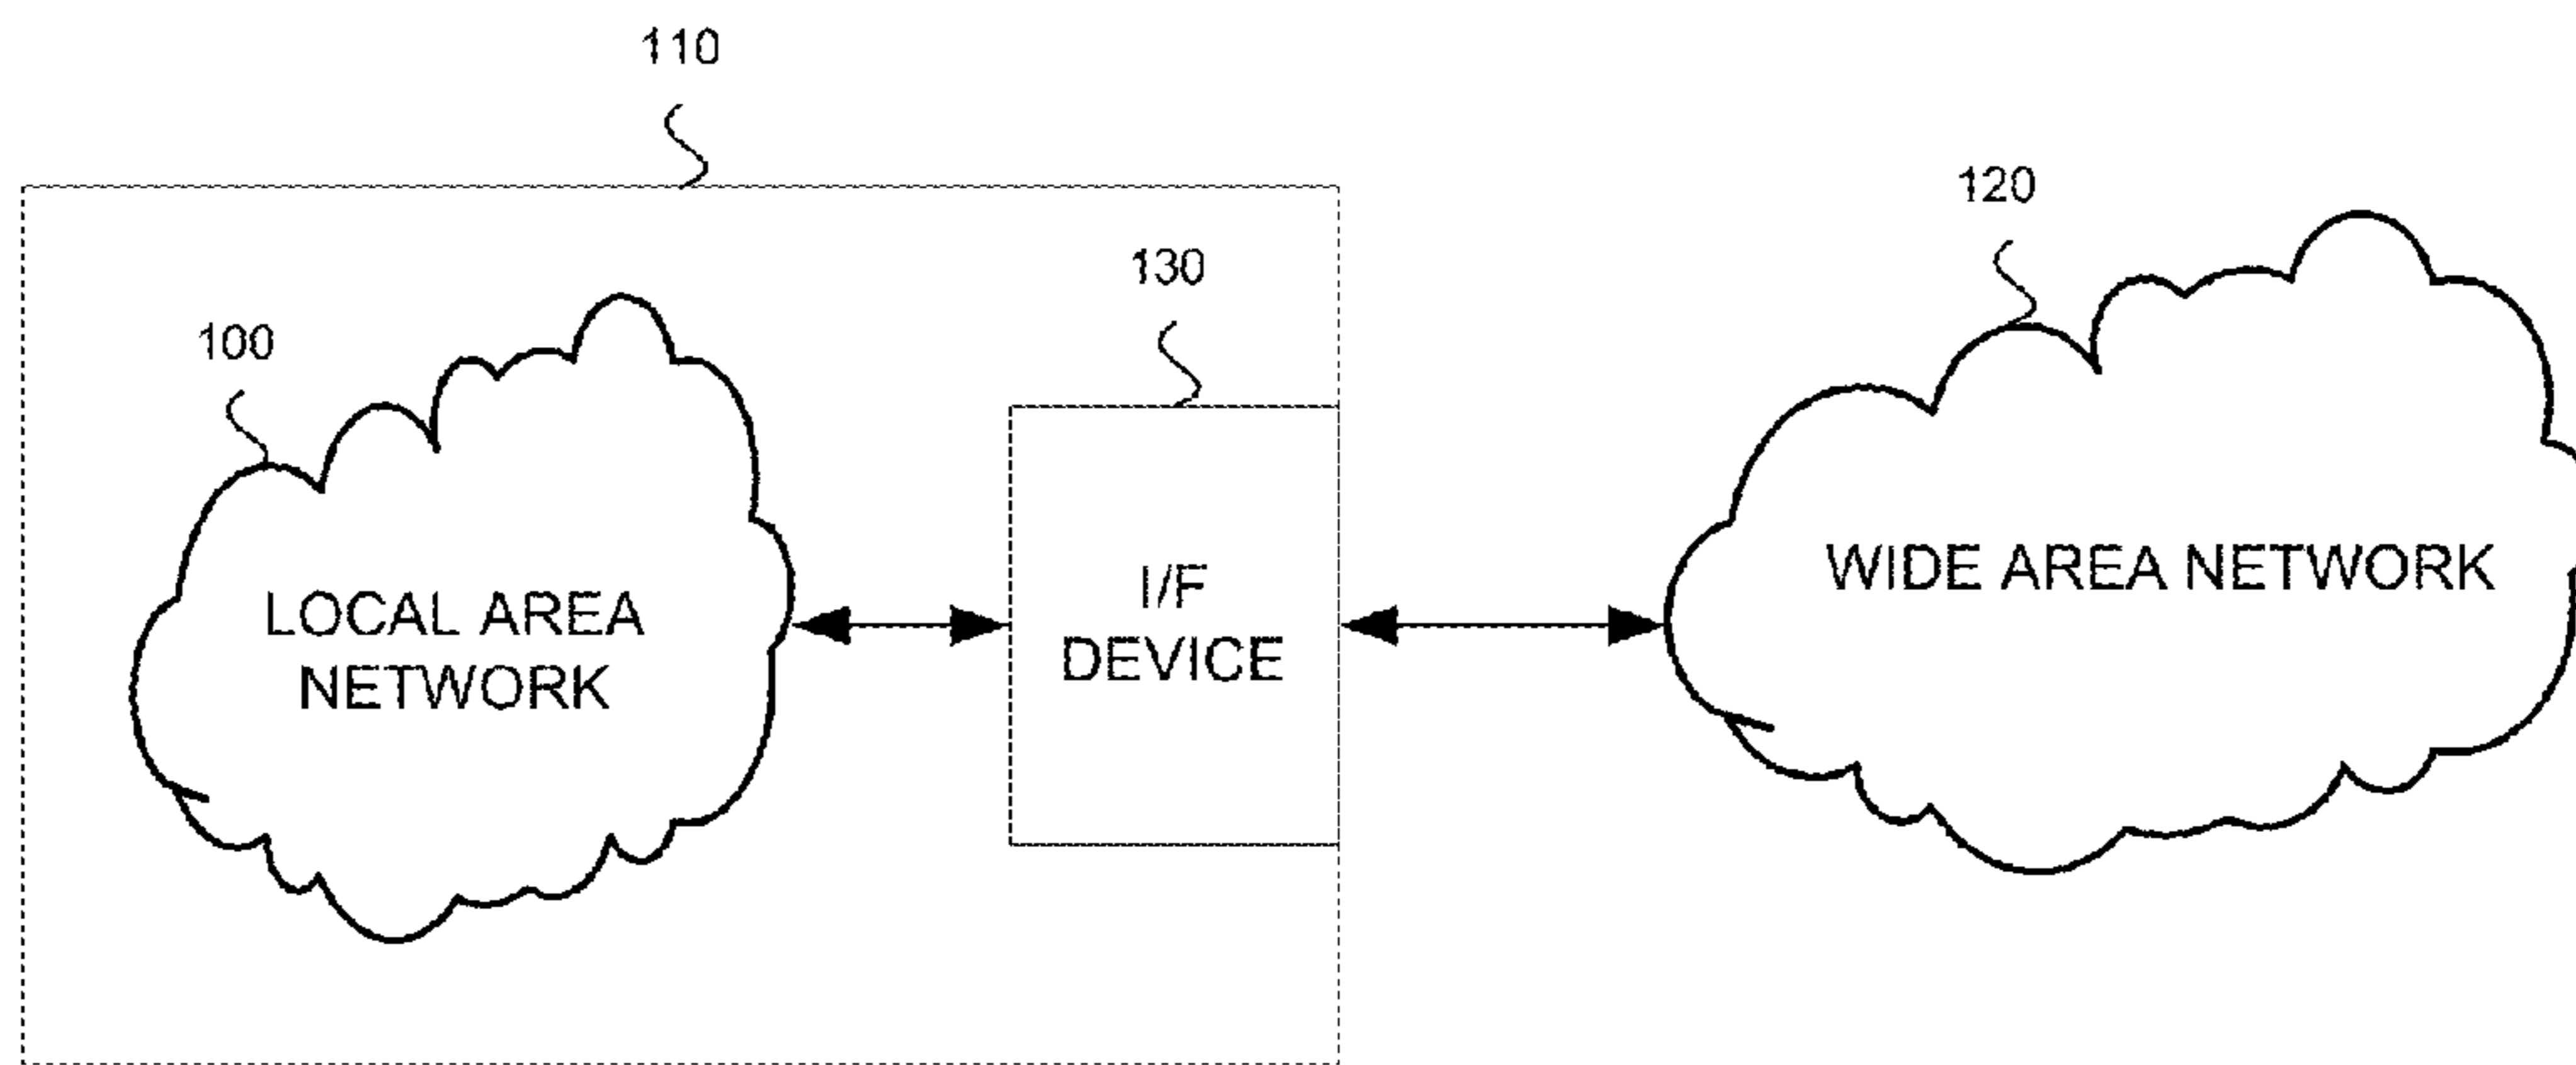 110
120
130
100
LOCAL AREA
NETWORK
I/F
DEVICE
WIDE AREA NETWORK